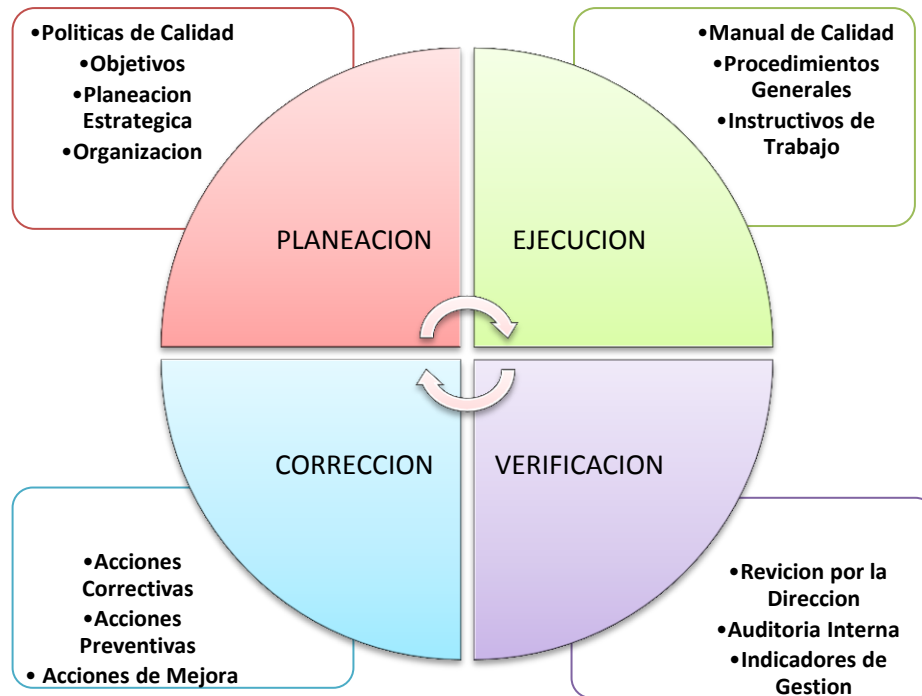 •Politicas de Calidad
•Objetivos
•Planeacion
Estrategica
•Organizacion
•Manual de Calidad
•Procedimientos
Generales
•Instructivos de
Trabajo
PLANEACION
EJECUCION
CORRECCION
VERIFICACION
•Acciones
Correctivas
•Acciones
Preventivas
• Acciones de Mejora
•Revicion por la
Direccion
•Auditoria Interna
•Indicadores de
Gestion